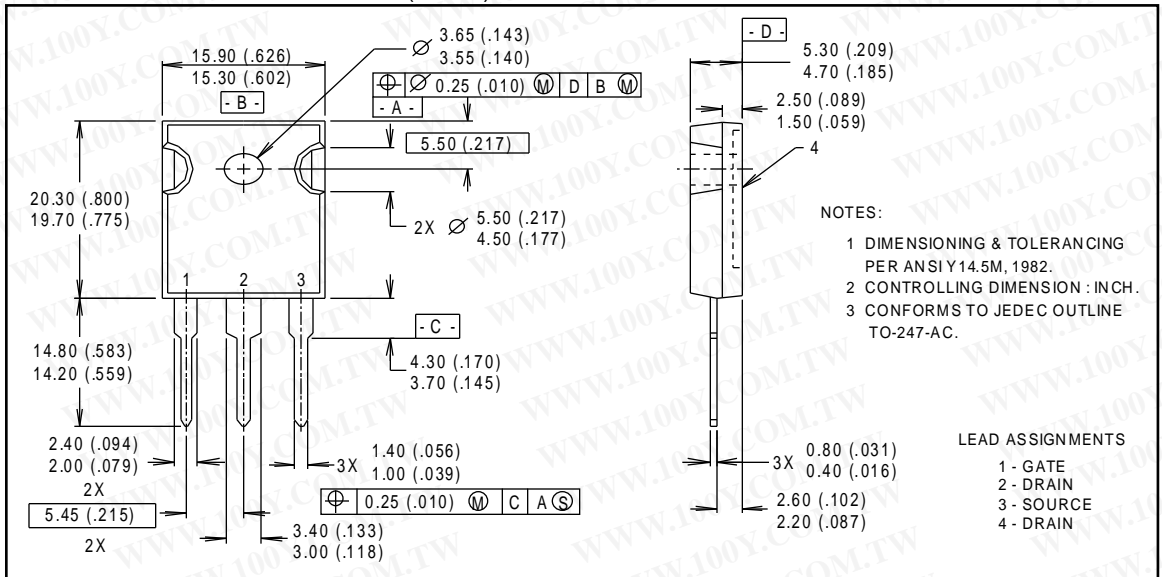 15.90 (.626)
15.30 (.602)
- B -
3.65 (.143)
3.55 (.140)
0.25 (.010) M D B M
- A -
5.50 (.217)
20.30 (.800)
19.70 (.775)
2X 5.50 (.217)
4.50 (.177)
1 2 3
- C -
14.80 (.583)
14.20 (.559)
4.30 (.170)
3.70 (.145)
2.40 (.094)
2.00 (.079)
2X
5.45 (.215)
2X
3X 1.40 (.056)
1.00 (.039)
0.25 (.010) M C A S
3.40 (.133)
3.00 (.118)
- D -
5.30 (.209)
4.70 (.185)
2.50 (.089)
1.50 (.059)
4
3X 0.80 (.031)
0.40 (.016)
2.60 (.102)
2.20 (.087)
NOTES:
1 DIMENSIONING & TOLERANCING
PER ANSI Y14.5M, 1982.
2 CONTROLLING DIMENSION : INCH.
3 CONFORMS TO JEDEC OUTLINE
TO-247-AC.
LEAD ASSIGNMENTS
1 - GATE
2 - DRAIN
3 - SOURCE
4 - DRAIN
WWW.100Y.COM.TW